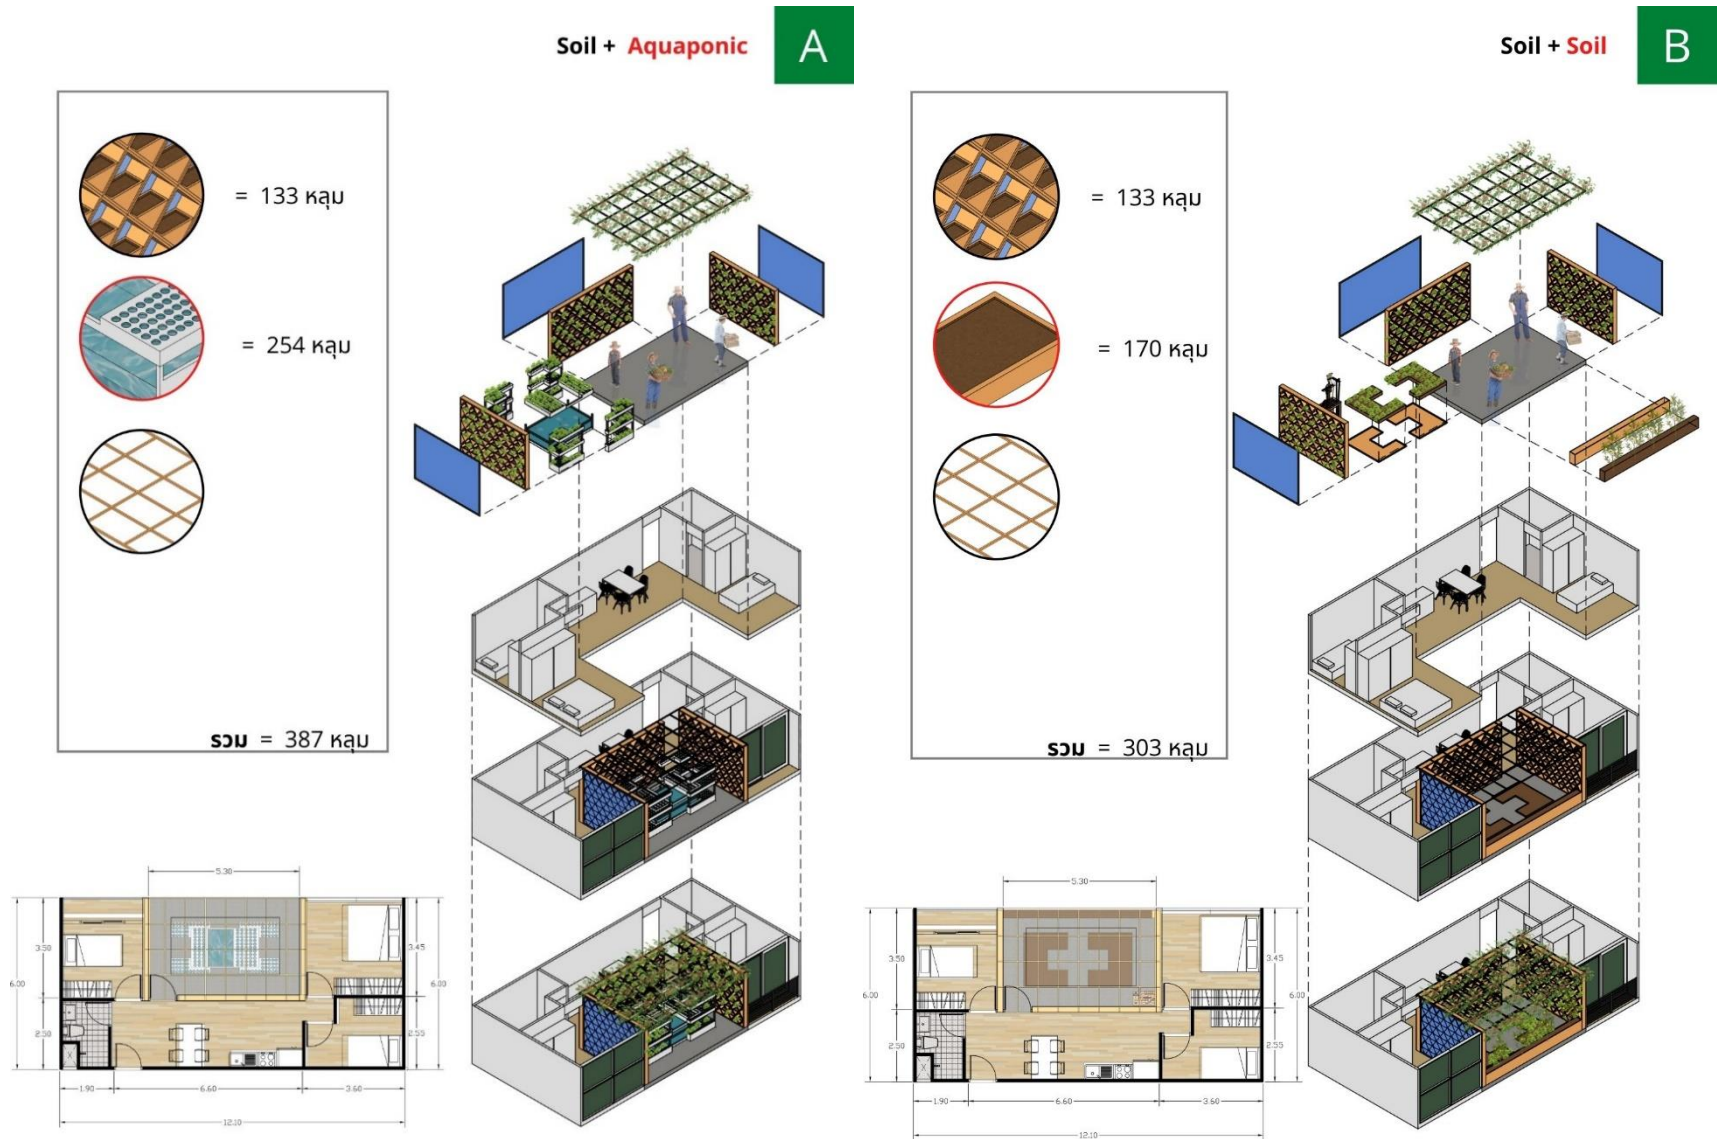 Soil + Aquaponic
A
= 133 หลุม
= 254 หลุม
รวม = 387 หลุม
5.30
3.50
3.45
6.00
6.00
2.50
2.55
1.90
6.60
3.60
12.10
Soil + Soil
B
= 133 หลุม
= 170 หลุม
รวม = 303 หลุม
5.30
3.50
3.45
6.00
6.00
2.50
2.55
1.90
6.60
3.60
12.10